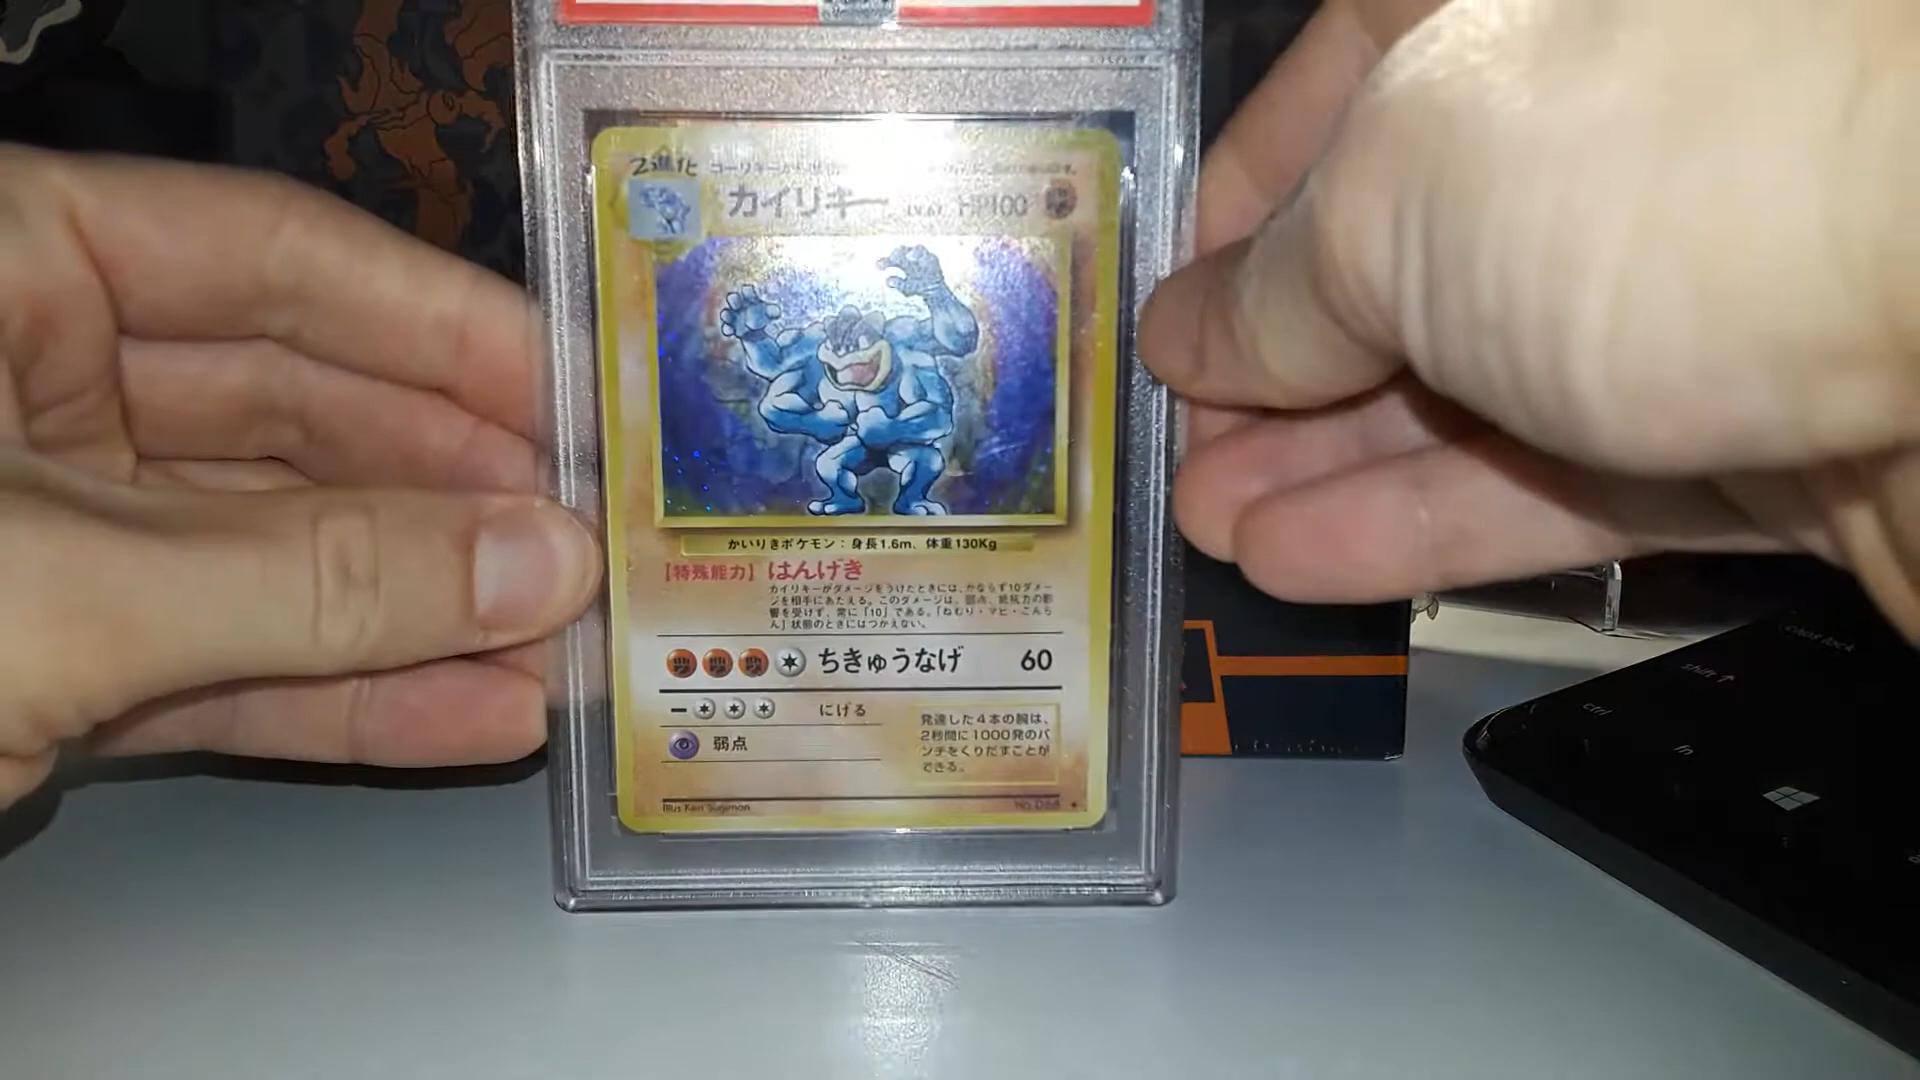 2進化
カイリキー LV.67 HP100
かいりきポケモン:身長1.6m、体重130Kg
【特殊能力】はんげき
カイリキーがダメージをうけたときには、かならず10ダメー
ジを相手にあたえる。このダメージは、弱点、抵抗力の影
響を受けず、常に「10」である。「ねむり・マヒ・こんら
ん」状態のときにはつかえない。
ちきゅうなげ 60
にげる
弱点
発達した4本の腕は、
2秒間に1000発のパ
ンチをくりだすことが
できる。
Illus. Ken Sugimori
No.068
caps lock
shift ↑
ctrl
fn